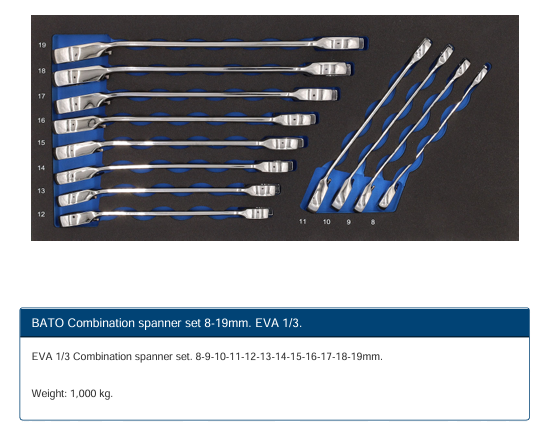 19
18
17
16
15
14
13
12
11 10 9 8
BATO Combination spanner set 8-19mm. EVA 1/3.
EVA 1/3 Combination spanner set. 8-9-10-11-12-13-14-15-16-17-18-19mm.
Weight: 1,000 kg.